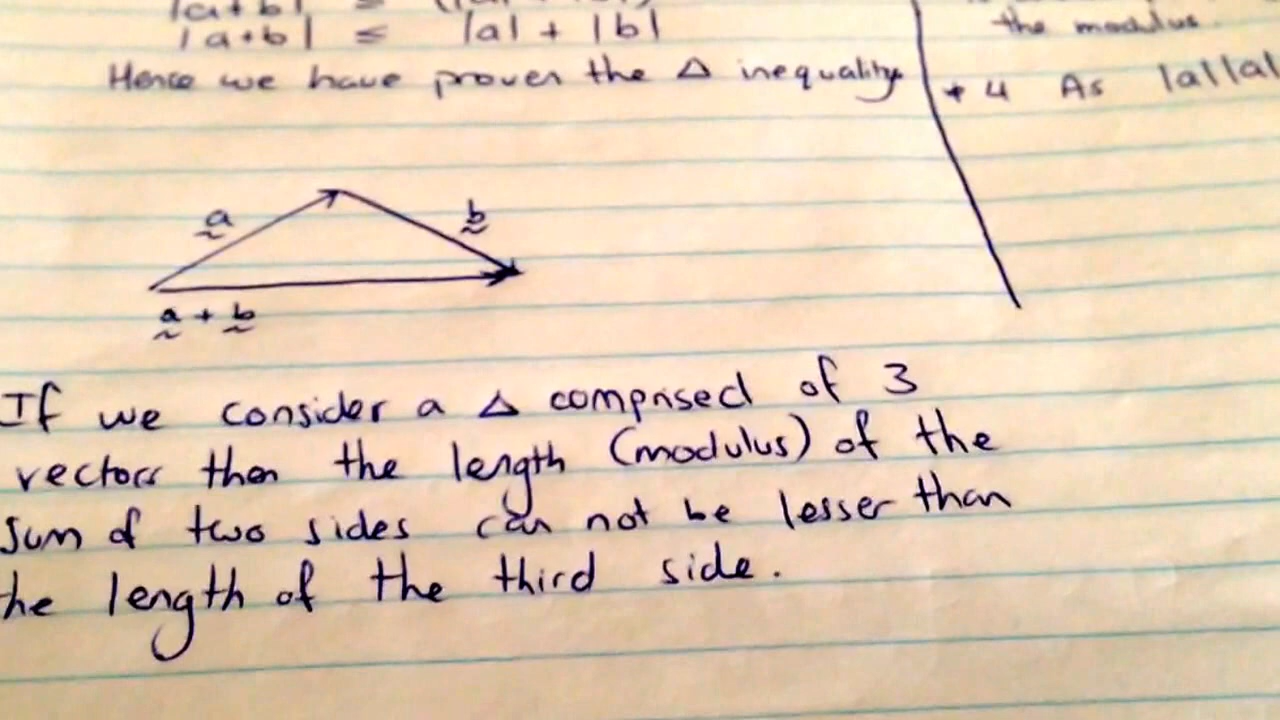 |a+b|
|a+b| ≤ |a| + |b|
Hence we have proven the △ inequality
the modulus.
* 4 As |a||a|
a
b
a + b
If we consider a △ comprised of 3
vectors then the length (modulus) of the
sum of two sides can not be lesser than
the length of the third side.